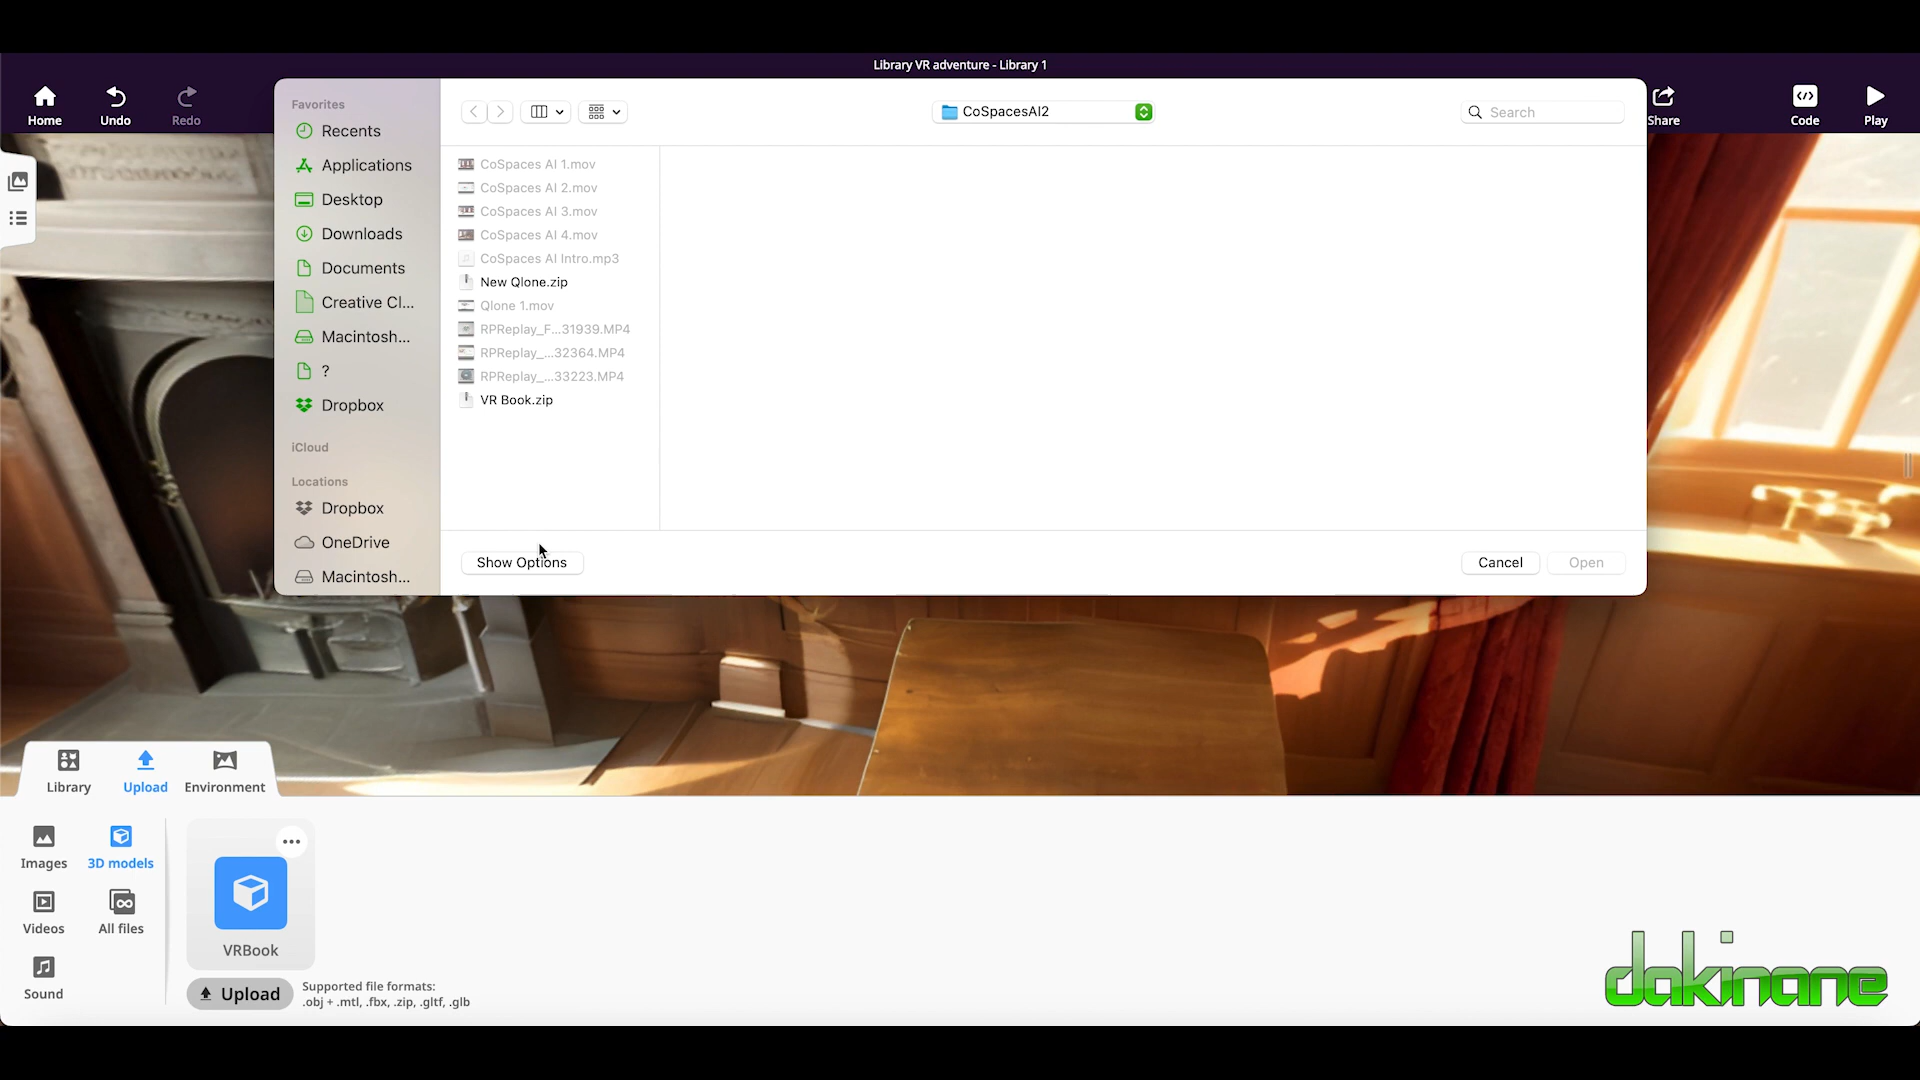 Library VR adventure - Library 1
Home
Undo
Redo
Share
Code
Play
Favorites
Recents
Applications
Desktop
Downloads
Documents
Creative Cl...
Macintosh...
?
Dropbox
iCloud
Locations
Dropbox
OneDrive
Macintosh...
CoSpacesAI2
Search
CoSpaces AI 1.mov
CoSpaces AI 2.mov
CoSpaces AI 3.mov
CoSpaces AI 4.mov
CoSpaces AI Intro.mp3
New Qlone.zip
Qlone 1.mov
RPReplay_F...31939.MP4
RPReplay_...32364.MP4
RPReplay_...33223.MP4
VR Book.zip
Show Options
Cancel
Open
Library
Upload
Environment
Images
3D models
Videos
All files
Sound
VRBook
Upload
Supported file formats:
.obj + .mtl, .fbx, .zip, .gltf, .glb
dakinane